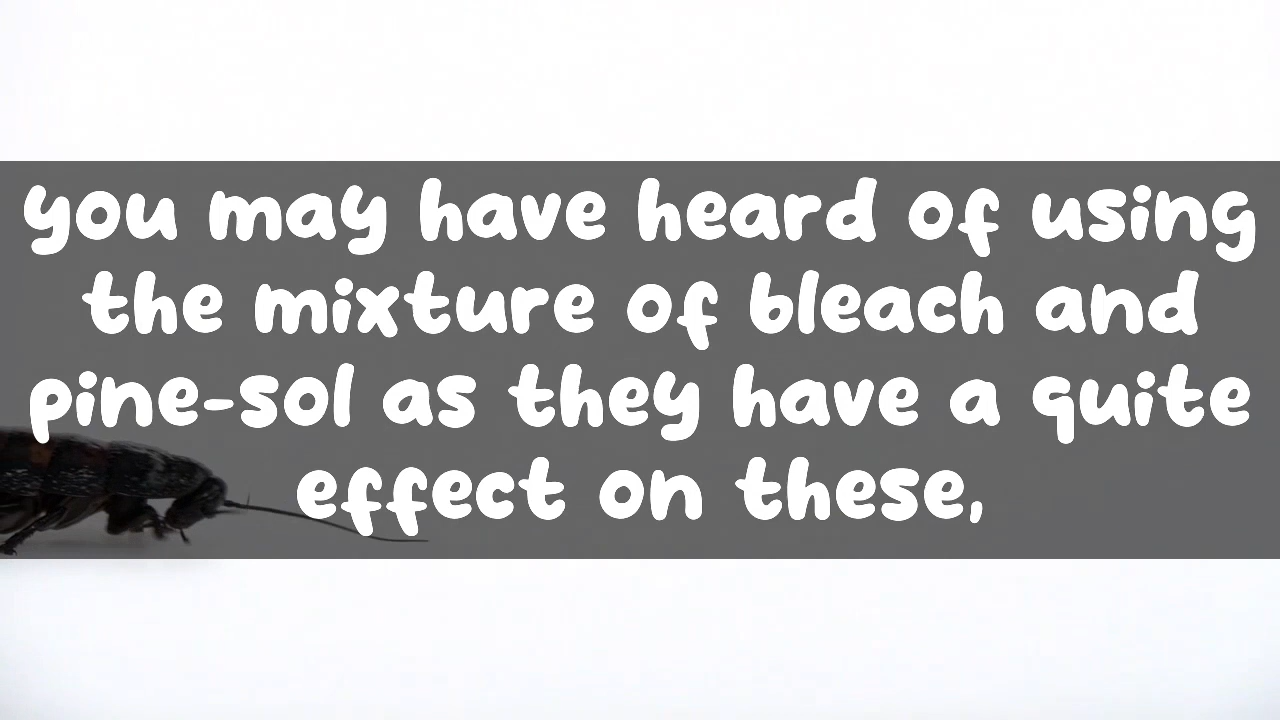 you may have heard of using
the mixture of bleach and
pine-sol as they have a quite
effect on these,